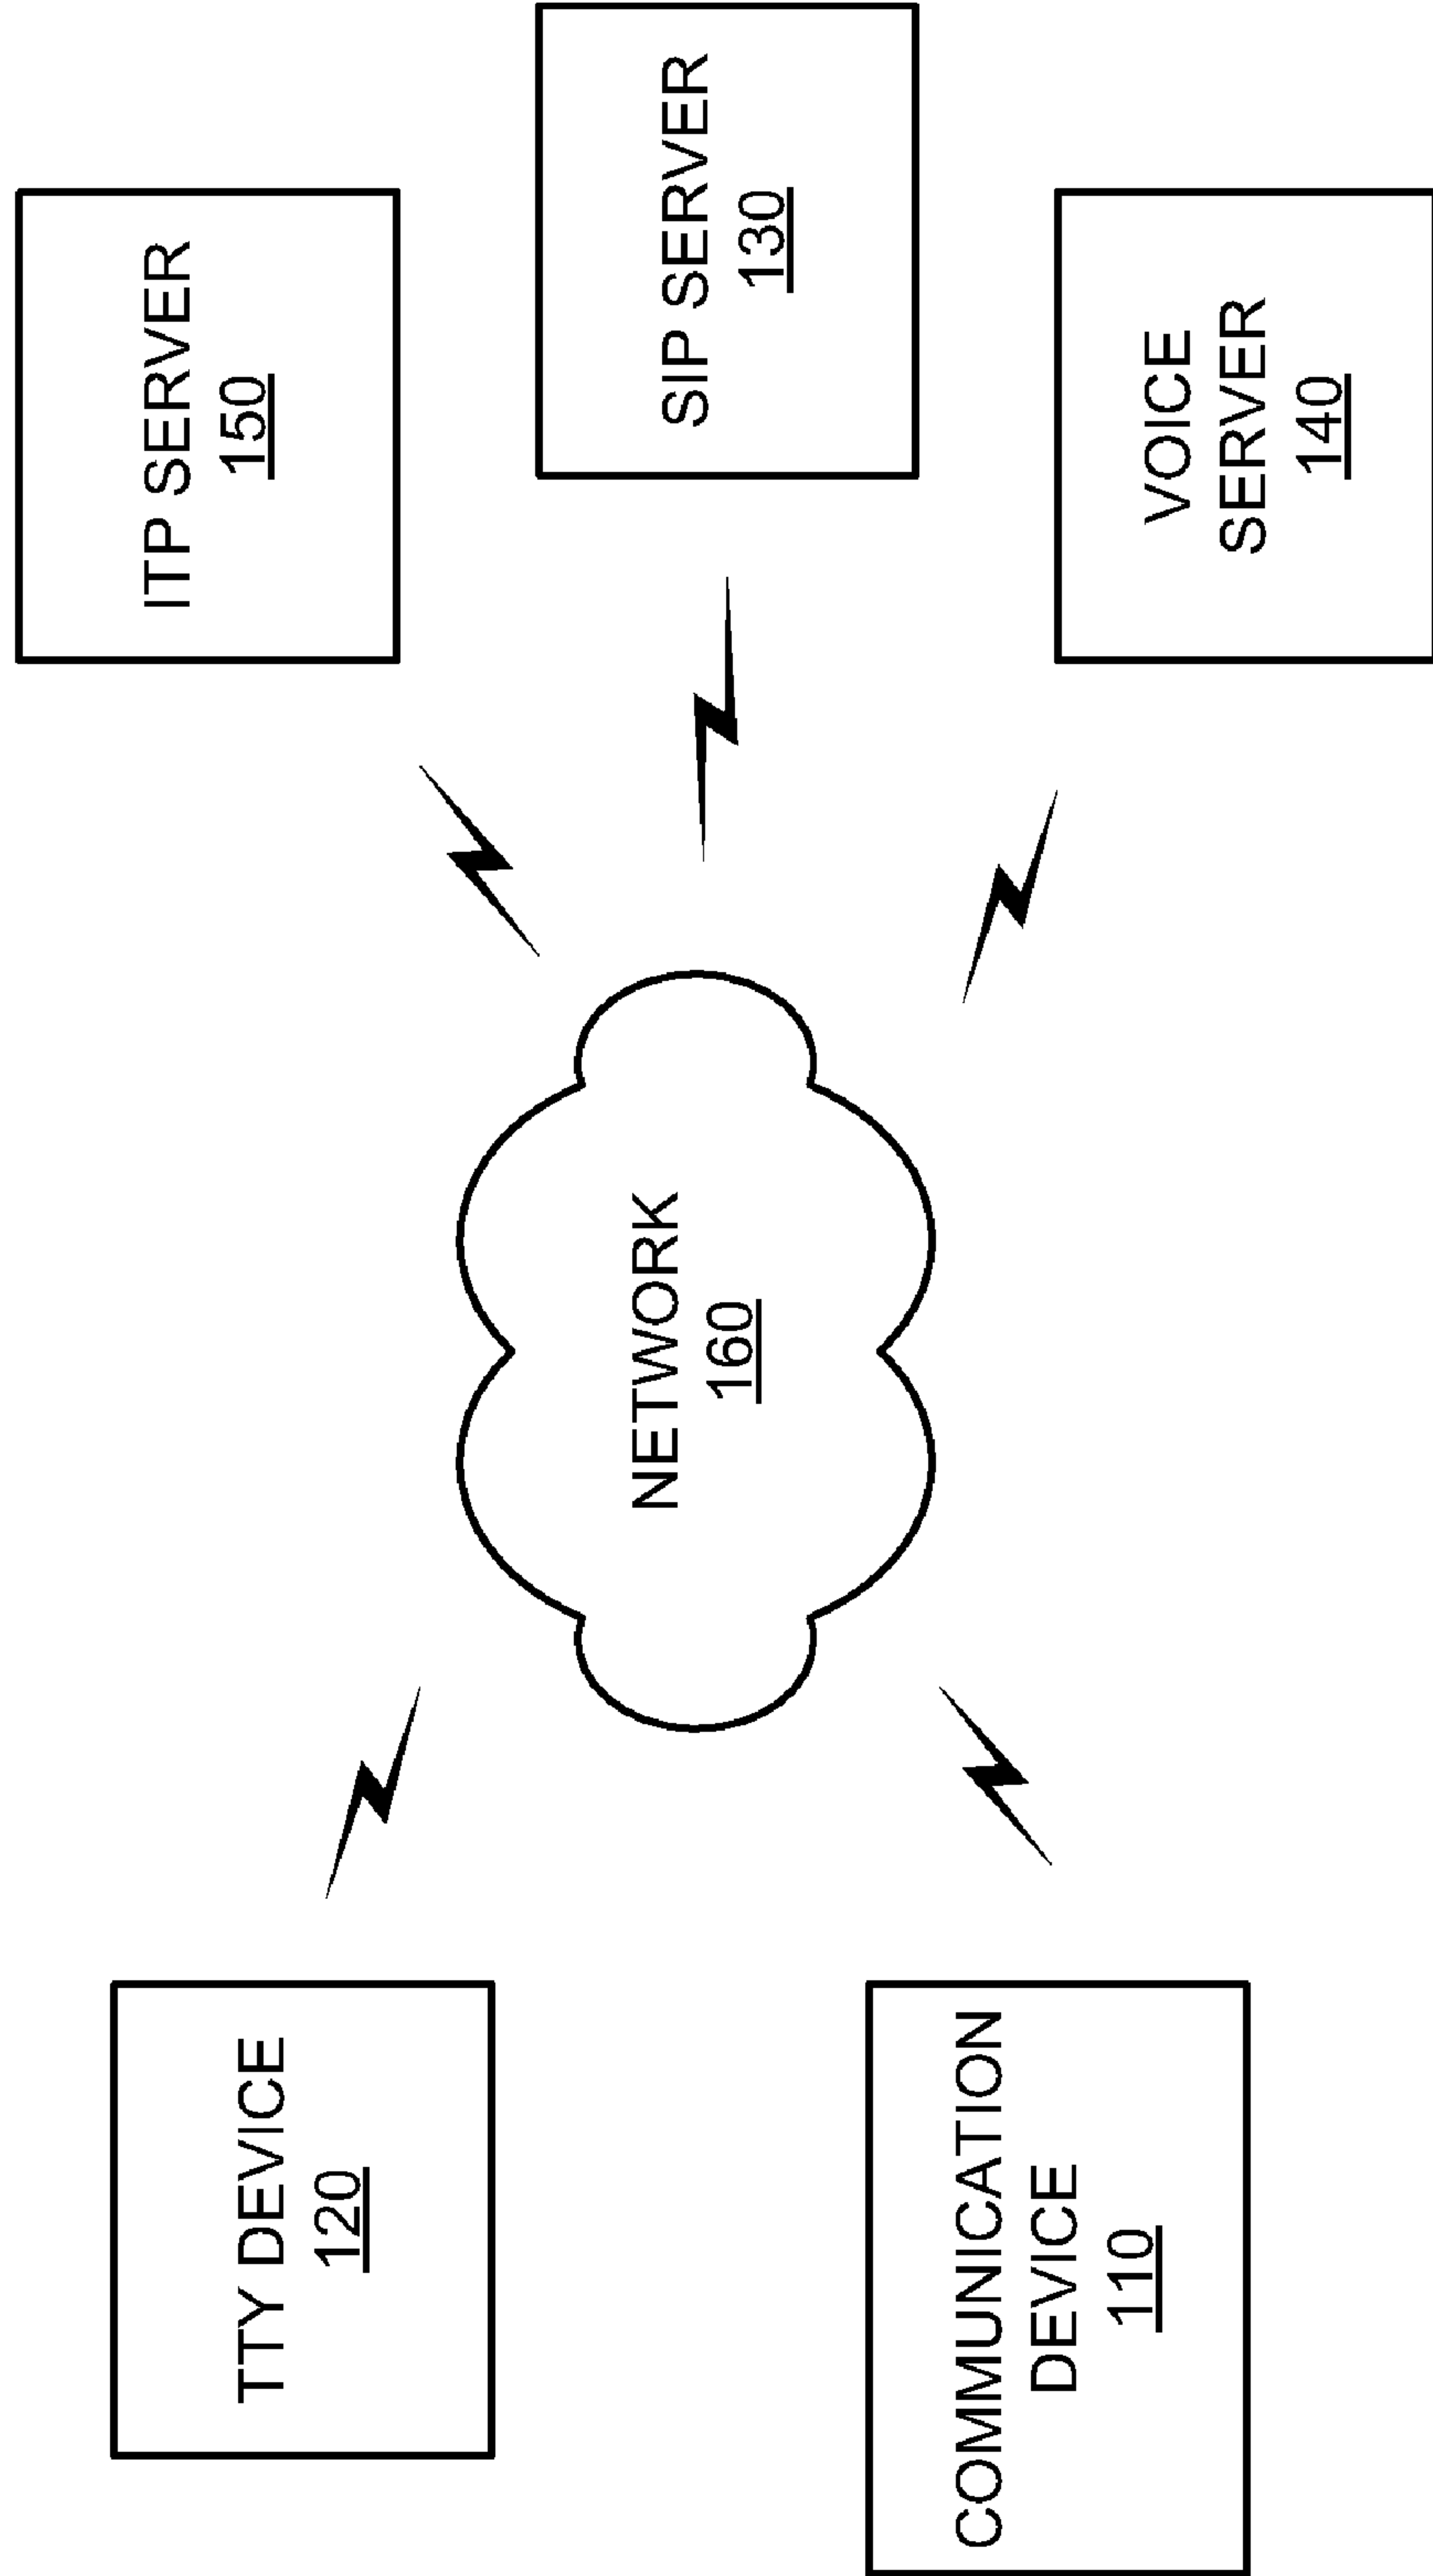 ITP SERVER
150
TTY DEVICE
120
NETWORK
160
SIP SERVER
130
COMMUNICATION
DEVICE
110
VOICE
SERVER
140